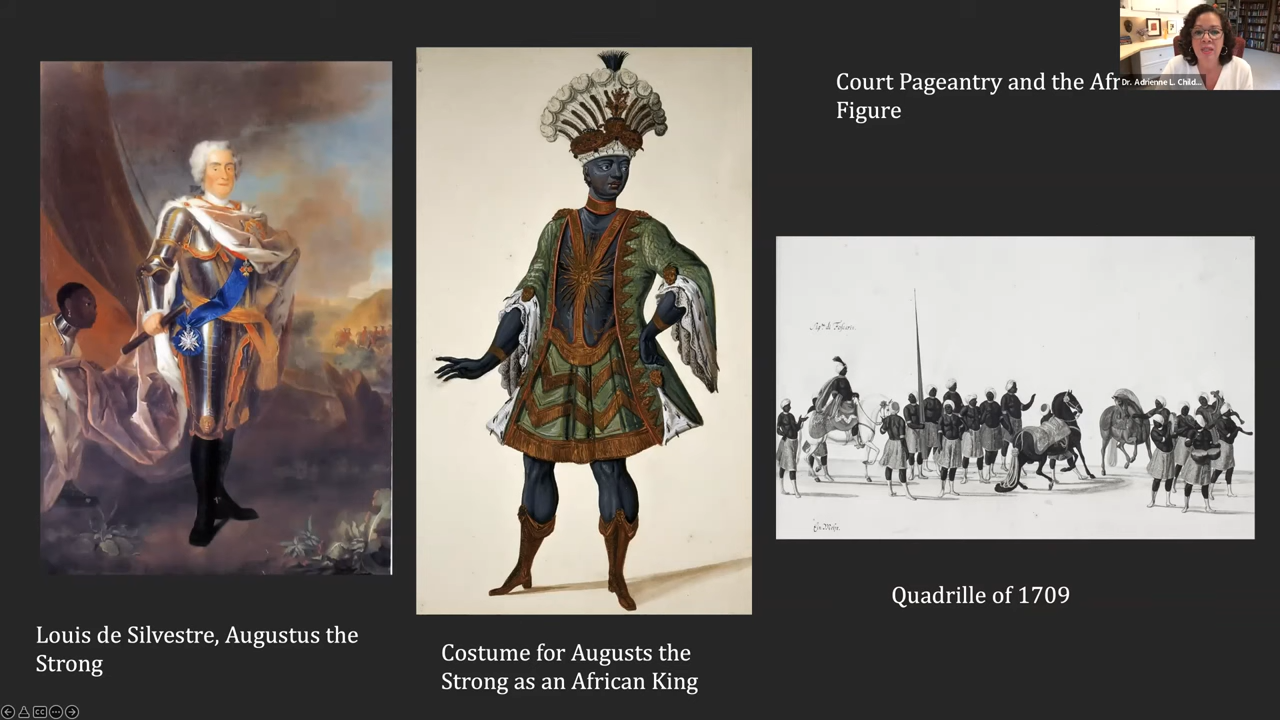 Dr. Adrienne L. Child...
Court Pageantry and the Afr
Figure
Louis de Silvestre, Augustus the
Strong
Costume for Augusts the
Strong as an African King
Quadrille of 1709
CC